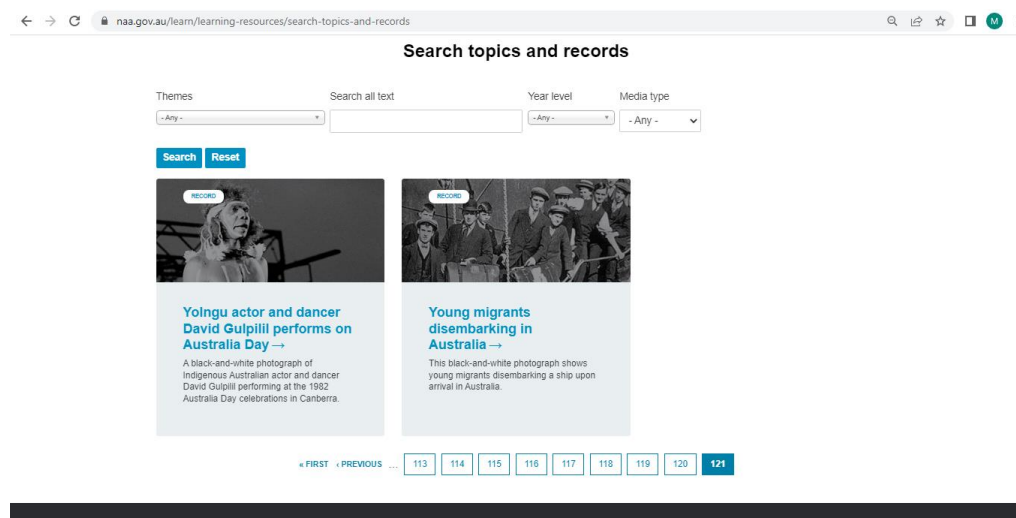 naa.gov.au/learn/learning-resources/search-topics-and-records
M
Search topics and records
Themes
Search all text
Year level
Media type
- Any -
- Any -
- Any -
Search Reset
RECORD
Yolngu actor and dancer
David Gulpilil performs on
Australia Day →
A black-and-white photograph of
Indigenous Australian actor and dancer
David Gulpilil performing at the 1982
Australia Day celebrations in Canberra.
RECORD
Young migrants
disembarking in
Australia →
This black-and-white photograph shows
young migrants disembarking a ship upon
arrival in Australia.
« FIRST ‹ PREVIOUS ... 113 114 115 116 117 118 119 120 121